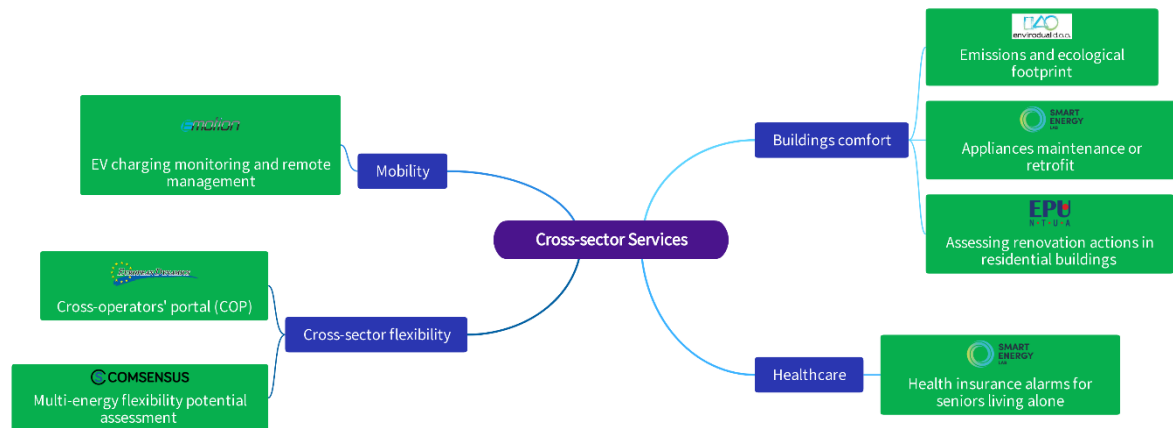 envirodual d.o.o.
Emissions and ecological
footprint
emotion
EV charging monitoring and remote
management
Mobility
Buildings comfort
SMART
ENERGY
LAB
Appliances maintenance or
retrofit
Cross-sector Services
EPU
N·T·U·A
Assessing renovation actions in
residential buildings
Cross-operators' portal (COP)
Cross-sector flexibility
COMSENSUS
Multi-energy flexibility potential
assessment
Healthcare
SMART
ENERGY
LAB
Health insurance alarms for
seniors living alone